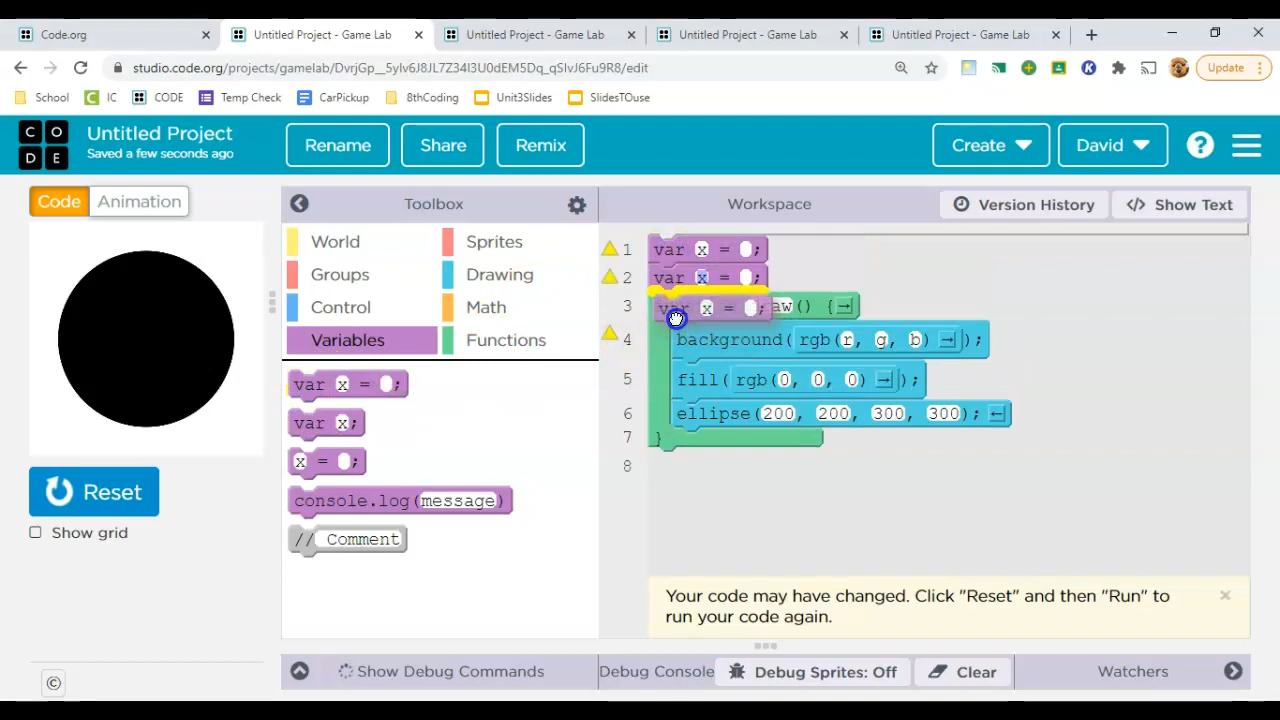 Code.org
Untitled Project - Game Lab
Untitled Project - Game Lab
Untitled Project - Game Lab
Untitled Project - Game Lab
studio.code.org/projects/gamelab/
/edit
Update
School
IC
CODE
Temp Check
CarPickup
8thCoding
Unit3Slides
SlidesTOuse
C O
D E
Untitled Project
Saved a few seconds ago
Rename
Share
Remix
Create
David
?
Code
Animation
Reset
Show grid
©
Toolbox
World
Sprites
Groups
Drawing
Control
Math
Variables
Functions
var x = ;
var x;
x = ;
console.log(message)
// Comment
Workspace
Version History
</> Show Text
1 var x = ;
2 var x = ;
3 aw() {
var x = ;
4 background( rgb(r, g, b) );
5 fill( rgb(0, 0, 0) );
6 ellipse(200, 200, 300, 300);
7 }
8
Your code may have changed. Click "Reset" and then "Run" to
run your code again.
Show Debug Commands
Debug Console
Debug Sprites: Off
Clear
Watchers